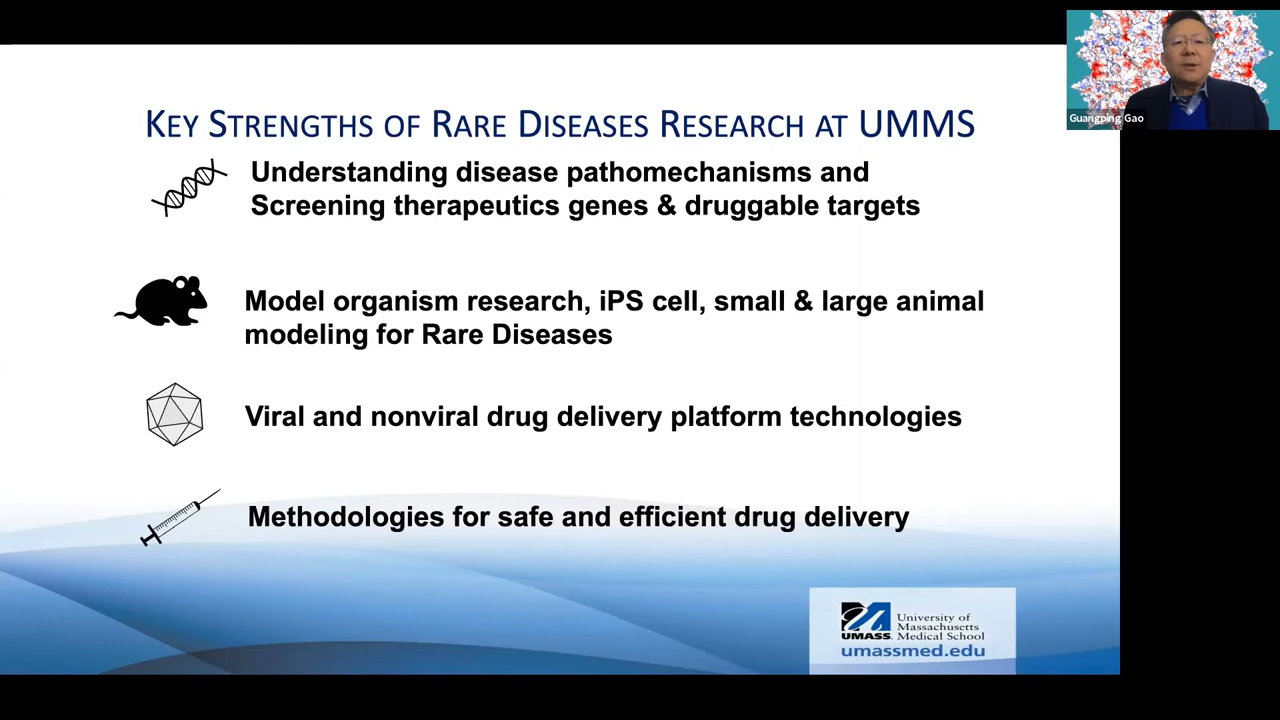 KEY STRENGTHS OF RARE DISEASES RESEARCH AT UMMS
Understanding disease pathomechanisms and
Screening therapeutics genes & druggable targets
Model organism research, iPS cell, small & large animal
modeling for Rare Diseases
Viral and nonviral drug delivery platform technologies
Methodologies for safe and efficient drug delivery
UMASS
University of
Massachusetts
Medical School
umassmed.edu
Guangping Gao